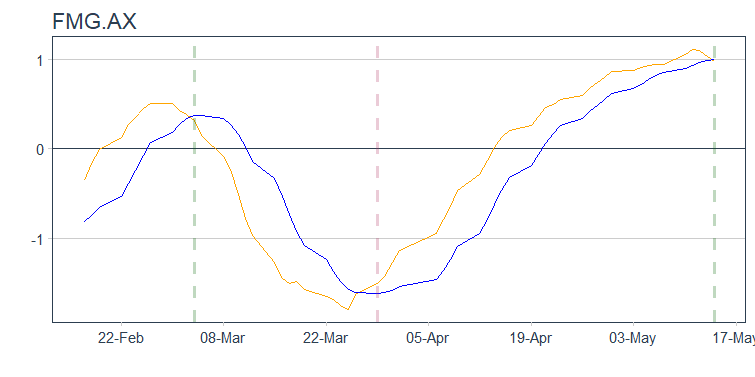 FMG.AX
1
0
-1
22-Feb
08-Mar
22-Mar
05-Apr
19-Apr
03-May
17-May